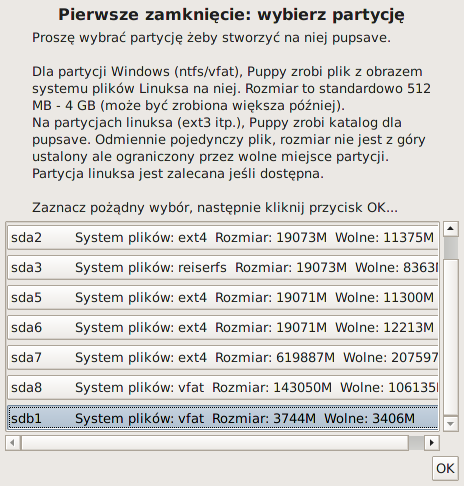 Pierwsze zamknięcie: wybierz partycję
Proszę wybrać partycję żeby stworzyć na niej pupsave.
Dla partycji Windows (ntfs/vfat), Puppy zrobi plik z obrazem
systemu plików Linuksa na niej. Rozmiar to standardowo 512
MB - 4 GB (może być zrobiona większa później).
Na partycjach linuksa (ext3 itp.), Puppy zrobi katalog dla
pupsave. Odmiennie pojedynczy plik, rozmiar nie jest z góry
ustalony ale ograniczony przez wolne miejsce partycji.
Partycja linuksa jest zalecana jeśli dostępna.
Zaznacz pożądny wybór, następnie kliknij przycisk OK...
sda2 System plików: ext4 Rozmiar: 19073M Wolne: 11375M
sda3 System plików: reiserfs Rozmiar: 19073M Wolne: 8363M
sda5 System plików: ext4 Rozmiar: 19071M Wolne: 11300M
sda6 System plików: ext4 Rozmiar: 19071M Wolne: 12213M
sda7 System plików: ext4 Rozmiar: 619887M Wolne: 207597
sda8 System plików: vfat Rozmiar: 143050M Wolne: 106135
sdb1 System plików: vfat Rozmiar: 3744M Wolne: 3406M
OK